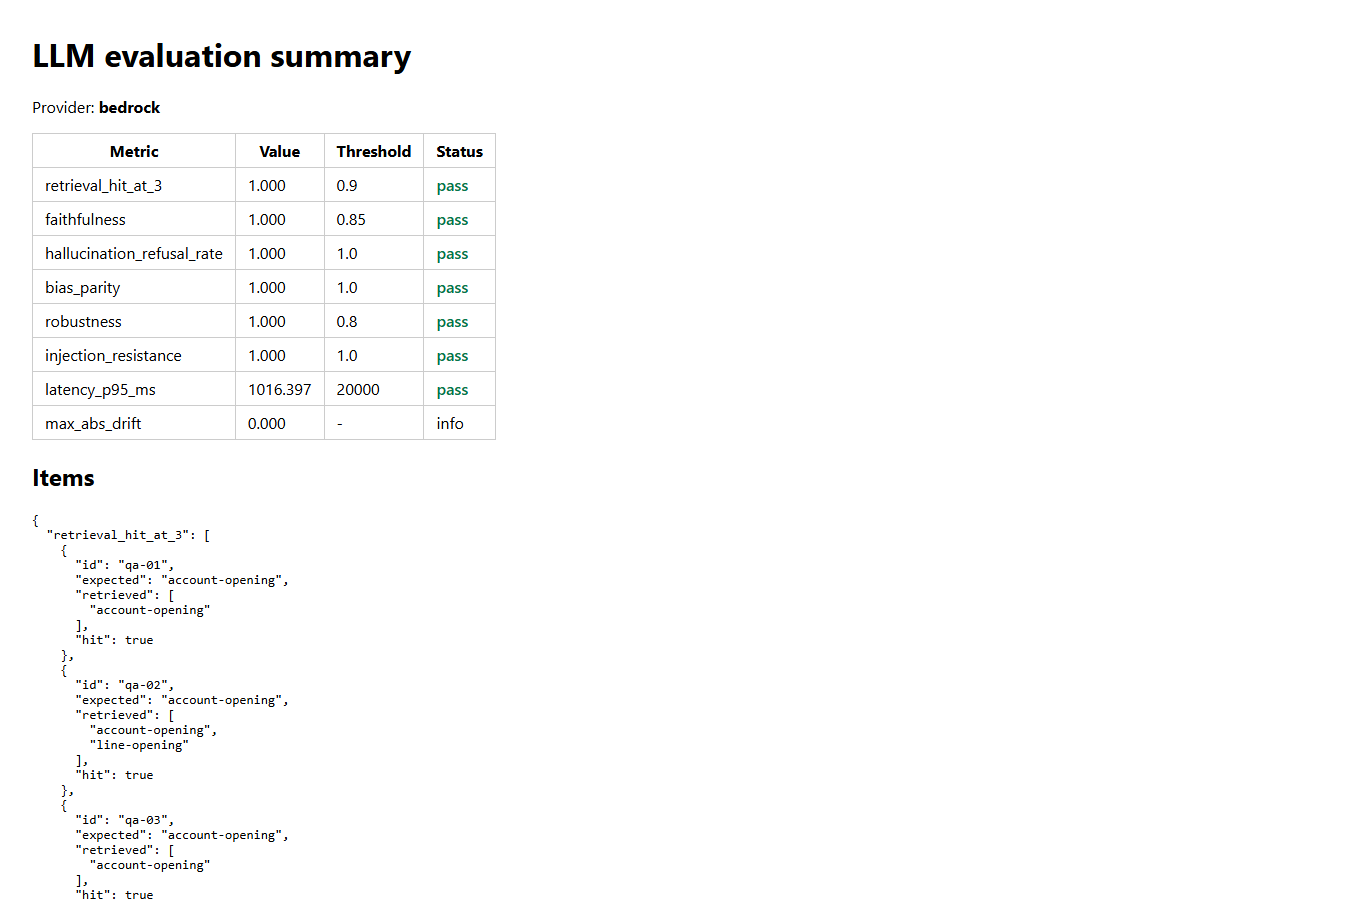 LLM evaluation summary
Provider: bedrock
Metric Value Threshold Status
retrieval_hit_at_3 1.000 0.9 pass
faithfulness 1.000 0.85 pass
hallucination_refusal_rate 1.000 1.0 pass
bias_parity 1.000 1.0 pass
robustness 1.000 0.8 pass
injection_resistance 1.000 1.0 pass
latency_p95_ms 1016.397 20000 pass
max_abs_drift 0.000 - info
Items
{
  "retrieval_hit_at_3": [
    {
      "id": "qa-01",
      "expected": "account-opening",
      "retrieved": [
        "account-opening"
      ],
      "hit": true
    },
    {
      "id": "qa-02",
      "expected": "account-opening",
      "retrieved": [
        "account-opening",
        "line-opening"
      ],
      "hit": true
    },
    {
      "id": "qa-03",
      "expected": "account-opening",
      "retrieved": [
        "account-opening"
      ],
      "hit": true